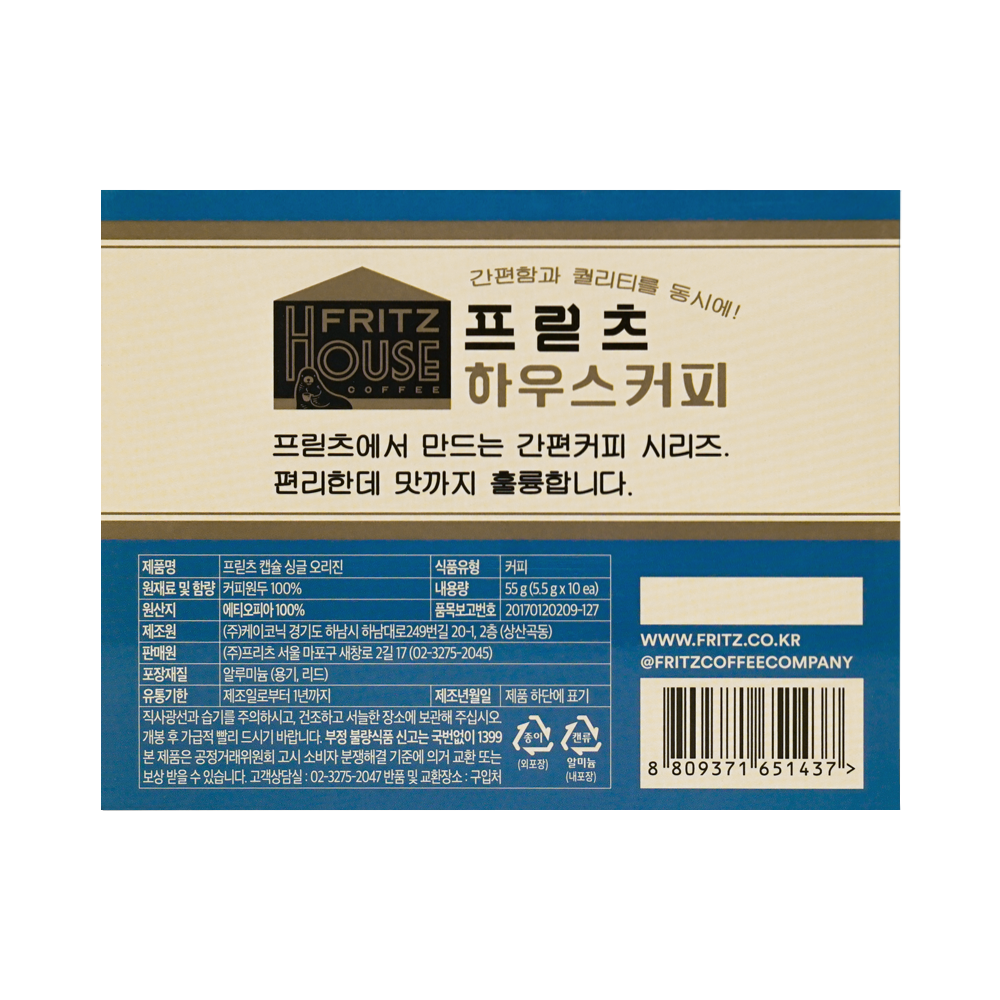 간편함과 퀄리티를 동시에!
FRITZ
HOUSE
COFFEE
프릳츠
하우스커피
프릳츠에서 만드는 간편커피 시리즈.
편리한데 맛까지 훌륭합니다.
제품명 프릳츠 캡슐 싱글 오리진 식품유형 커피
원재료 및 함량 커피원두 100% 내용량 55 g (5.5 g x 10 ea)
원산지 에티오피아 100% 품목보고번호 20170120209-127
제조원 (주)케이코닉 경기도 하남시 하남대로249번길 20-1, 2층 (상산곡동)
판매원 (주)프리츠 서울 마포구 새창로 2길 17 (02-3275-2045)
포장재질 알루미늄 (용기, 리드)
유통기한 제조일로부터 1년까지 제조년월일 제품 하단에 표기
직사광선과 습기를 주의하시고, 건조하고 서늘한 장소에 보관해 주십시오
개봉 후 가급적 빨리 드시기 바랍니다. 부정 불량식품 신고는 국번없이 1399
본 제품은 공정거래위원회 고시 소비자 분쟁해결 기준에 의거 교환 또는
보상 받을 수 있습니다. 고객상담실 : 02-3275-2047 반품 및 교환장소 : 구입처
종이
(외포장)
캔류
알미늄
(내포장)
WWW.FRITZ.CO.KR
@FRITZCOFFEECOMPANY
8 809371 651437 >